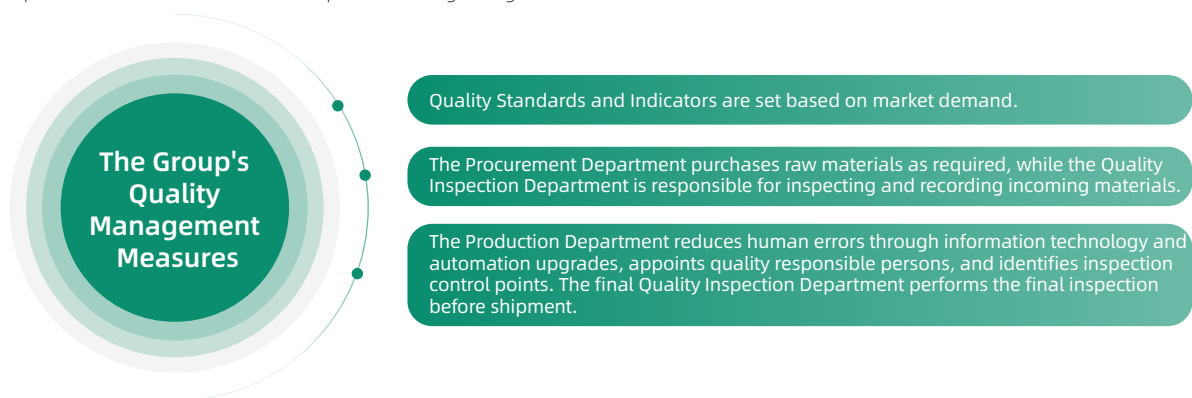 The Group's
Quality
Management
Measures
Quality Standards and Indicators are set based on market demand.
The Procurement Department purchases raw materials as required, while the Quality
Inspection Department is responsible for inspecting and recording incoming materials.
The Production Department reduces human errors through information technology and
automation upgrades, appoints quality responsible persons, and identifies inspection
control points. The final Quality Inspection Department performs the final inspection
before shipment.